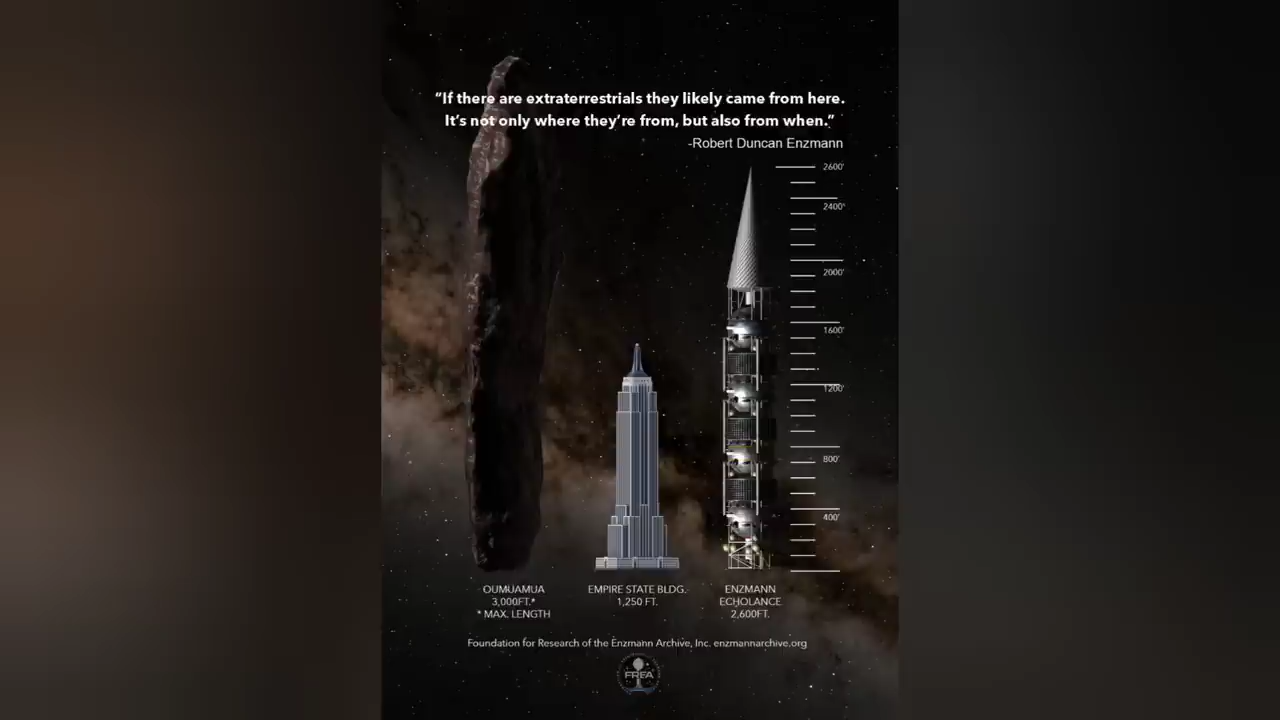 “If there are extraterrestrials they likely came from here.
It’s not only where they’re from, but also from when.”
-Robert Duncan Enzmann
2600'
2400'
2000'
1600'
1200'
800'
400'
OUMUAMUA
3,000FT.*
* MAX. LENGTH
EMPIRE STATE BLDG.
1,250 FT.
ENZMANN
ECHOLANCE
2,600FT.
Foundation for Research of the Enzmann Archive, Inc. enzmannarchive.org
FREA